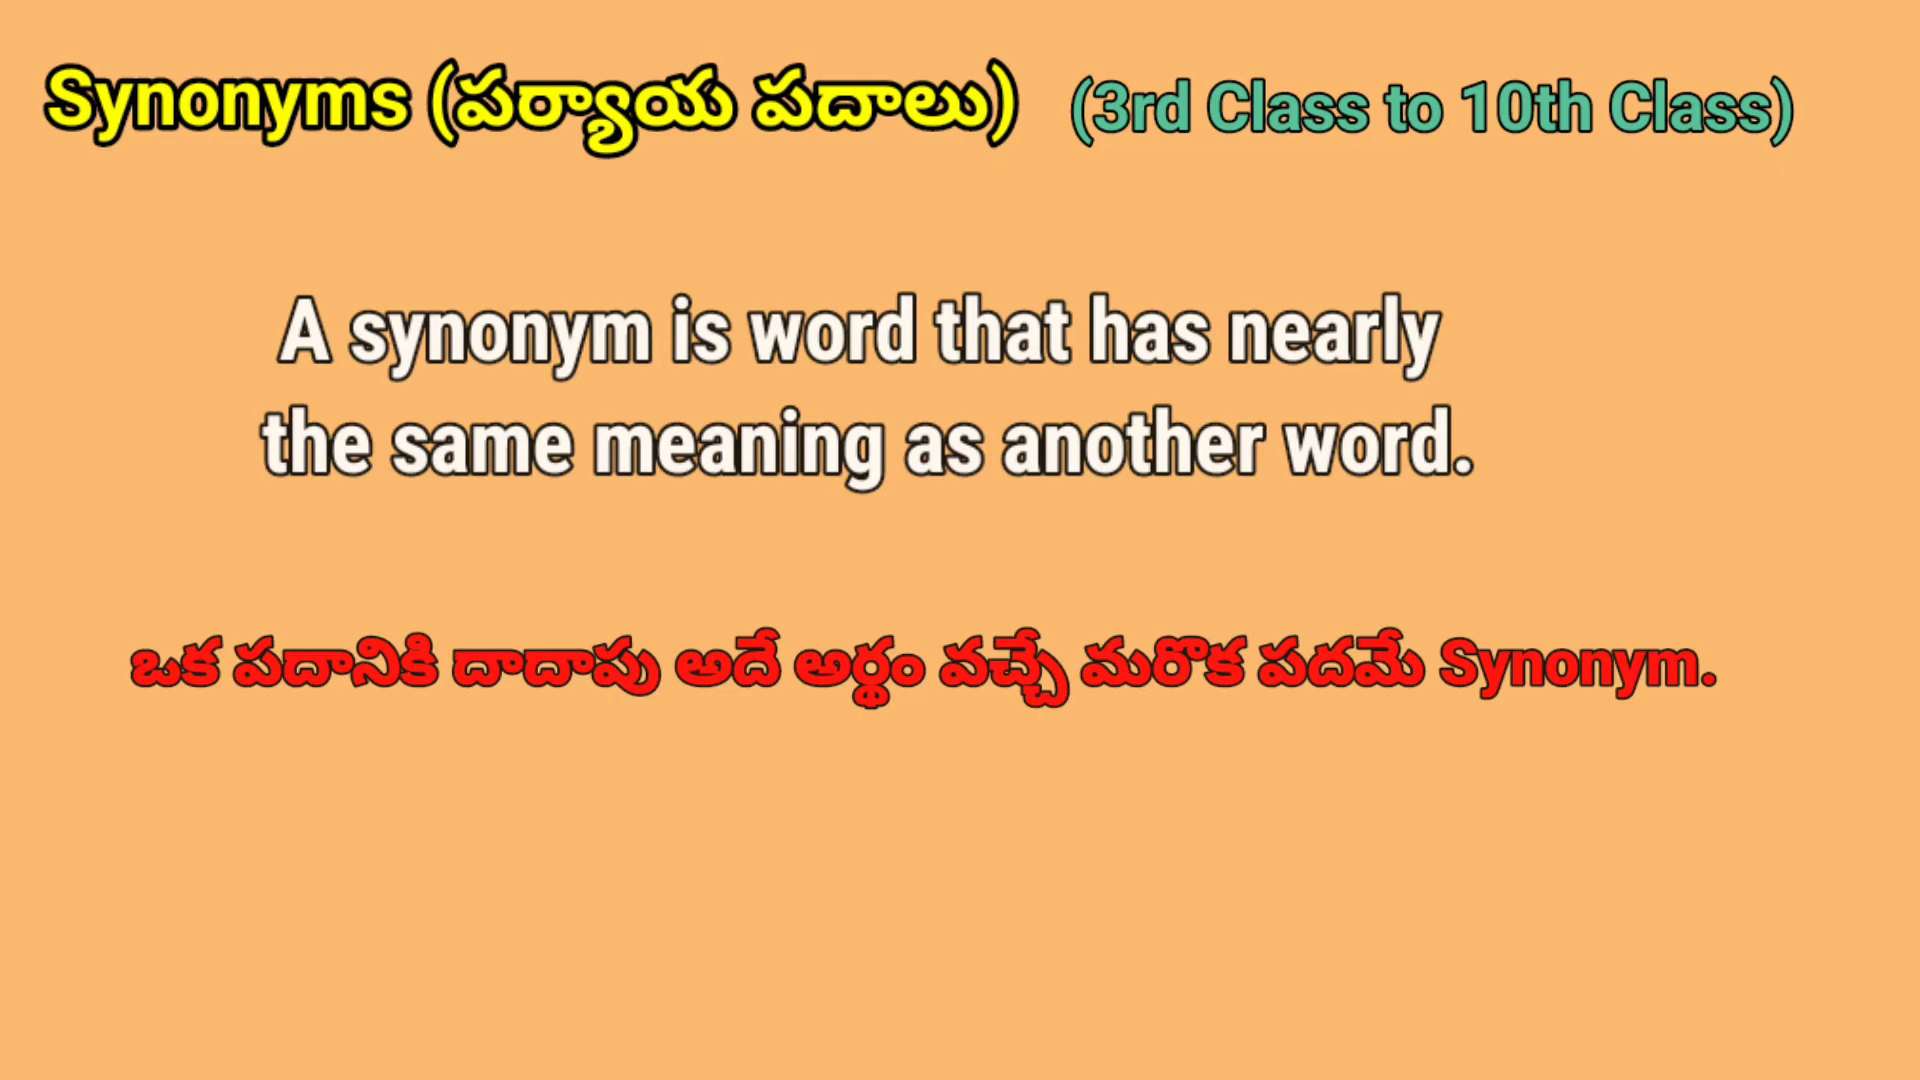 Synonyms (పర్యాయ పదాలు) (3rd Class to 10th Class)
A synonym is word that has nearly
the same meaning as another word.
ఒక పదానికి దాదాపు అదే అర్థం వచ్చే మరొక పదమే Synonym.